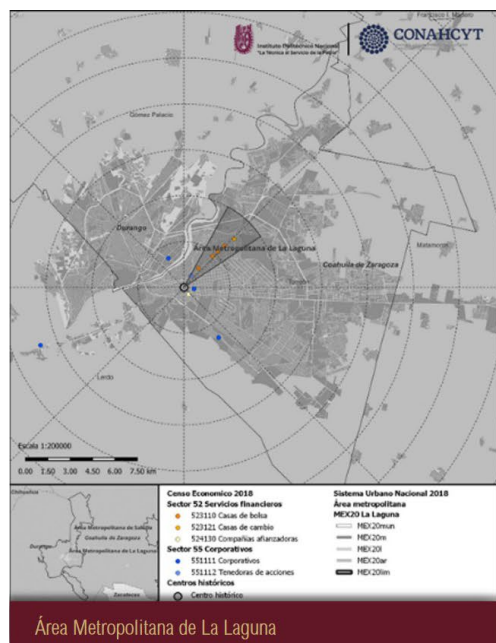 Francisco I. Madero
Instituto Politécnico Nacional
"La Técnica al Servicio de la Patria"
CONAHCYT
Gómez Palacio
Durango
Área Metropolitana de La Laguna
Matamoros
Coahuila de Zaragoza
Torreón
Lerdo
Escala 1:200000
0.00 1.50 3.00 4.50 6.00 7.50 km
Chihuahua
Área Metropolitana de Saltillo
Coahuila de Zaragoza
Durango
Área Metropolitana de La Laguna
Zacatecas
Censo Economico 2018
Sector 52 Servicios financieros
523110 Casas de bolsa
523121 Casas de cambio
524130 Compañías afianzadoras
Sector 55 Corporativos
551111 Corporativos
551112 Tenedoras de acciones
Centros históricos
Centro histórico
Sistema Urbano Nacional 2018
Área metropolitana
MEX20 La Laguna
MEX20mun
MEX20m
MEX20l
MEX20ar
MEX20lim
Área Metropolitana de La Laguna